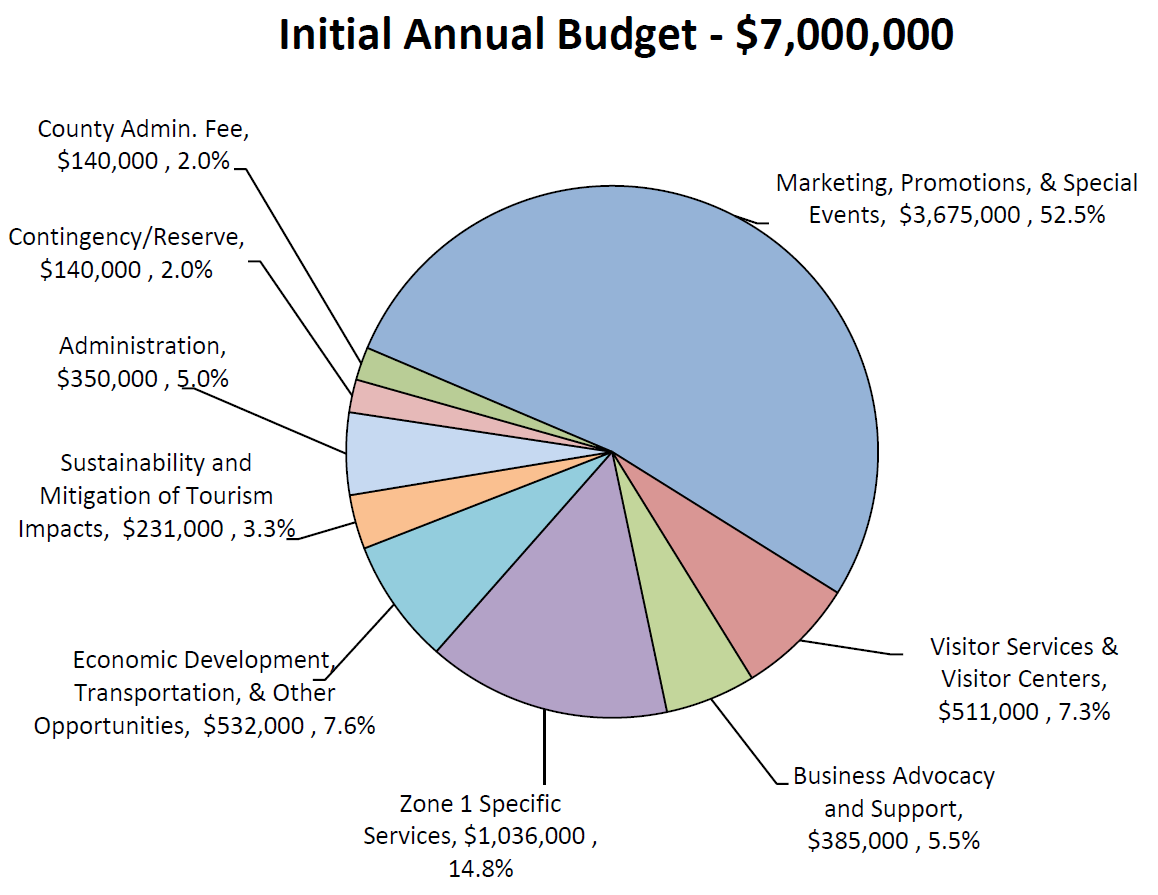 Initial Annual Budget - $7,000,000
County Admin. Fee,
$140,000 , 2.0%
Marketing, Promotions, & Special
Events,  $3,675,000 , 52.5%
Contingency/Reserve,
$140,000 , 2.0%
Administration,
$350,000 , 5.0%
Sustainability and
Mitigation of Tourism
Impacts,  $231,000 , 3.3%
Visitor Services &
Visitor Centers,
$511,000 , 7.3%
Economic Development,
Transportation, & Other
Opportunities,  $532,000 , 7.6%
Business Advocacy
and Support,
$385,000 , 5.5%
Zone 1 Specific
Services, $1,036,000 ,
14.8%